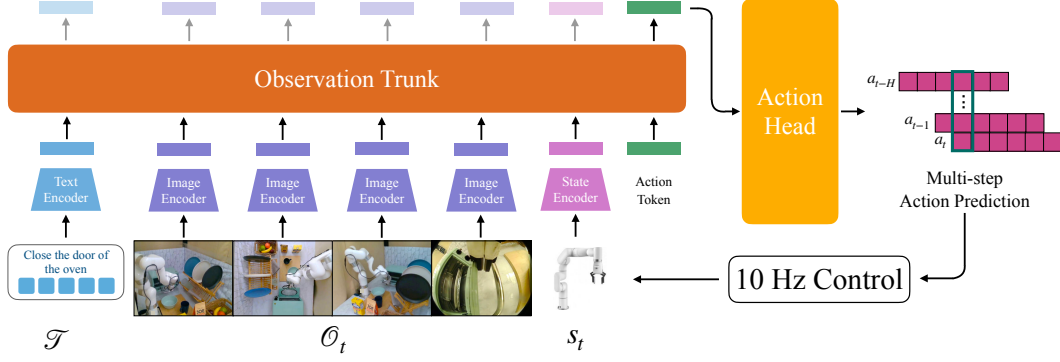 Observation Trunk
Action
Head
a_{t-H}
a_{t-1}
a_t
Text
Encoder
Image
Encoder
Image
Encoder
Image
Encoder
Image
Encoder
State
Encoder
Action
Token
Multi-step
Action Prediction
Close the door of
the oven
10 Hz Control
𝒯
𝒪_t
s_t